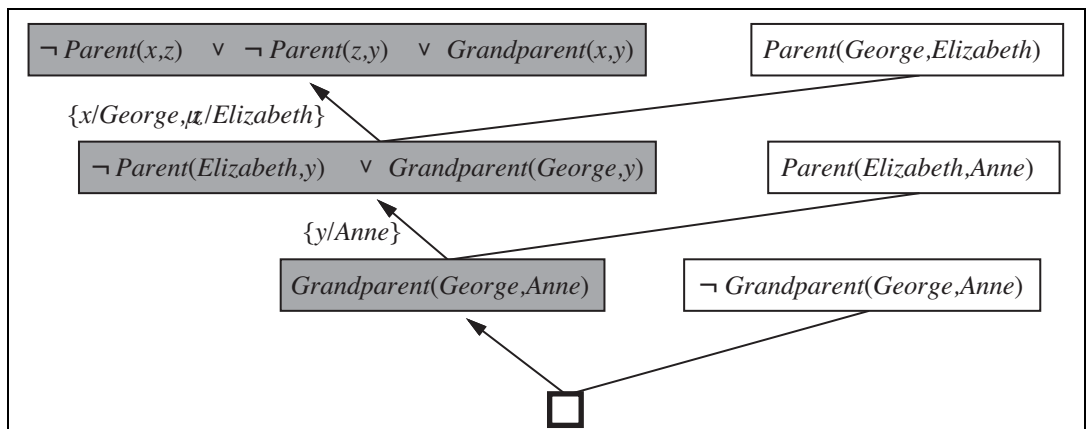 ¬ Parent(x,z) ∨ ¬ Parent(z,y) ∨ Grandparent(x,y)
Parent(George,Elizabeth)
{x/George, z/Elizabeth}
¬ Parent(Elizabeth,y) ∨ Grandparent(George,y)
Parent(Elizabeth,Anne)
{y/Anne}
Grandparent(George,Anne)
¬ Grandparent(George,Anne)